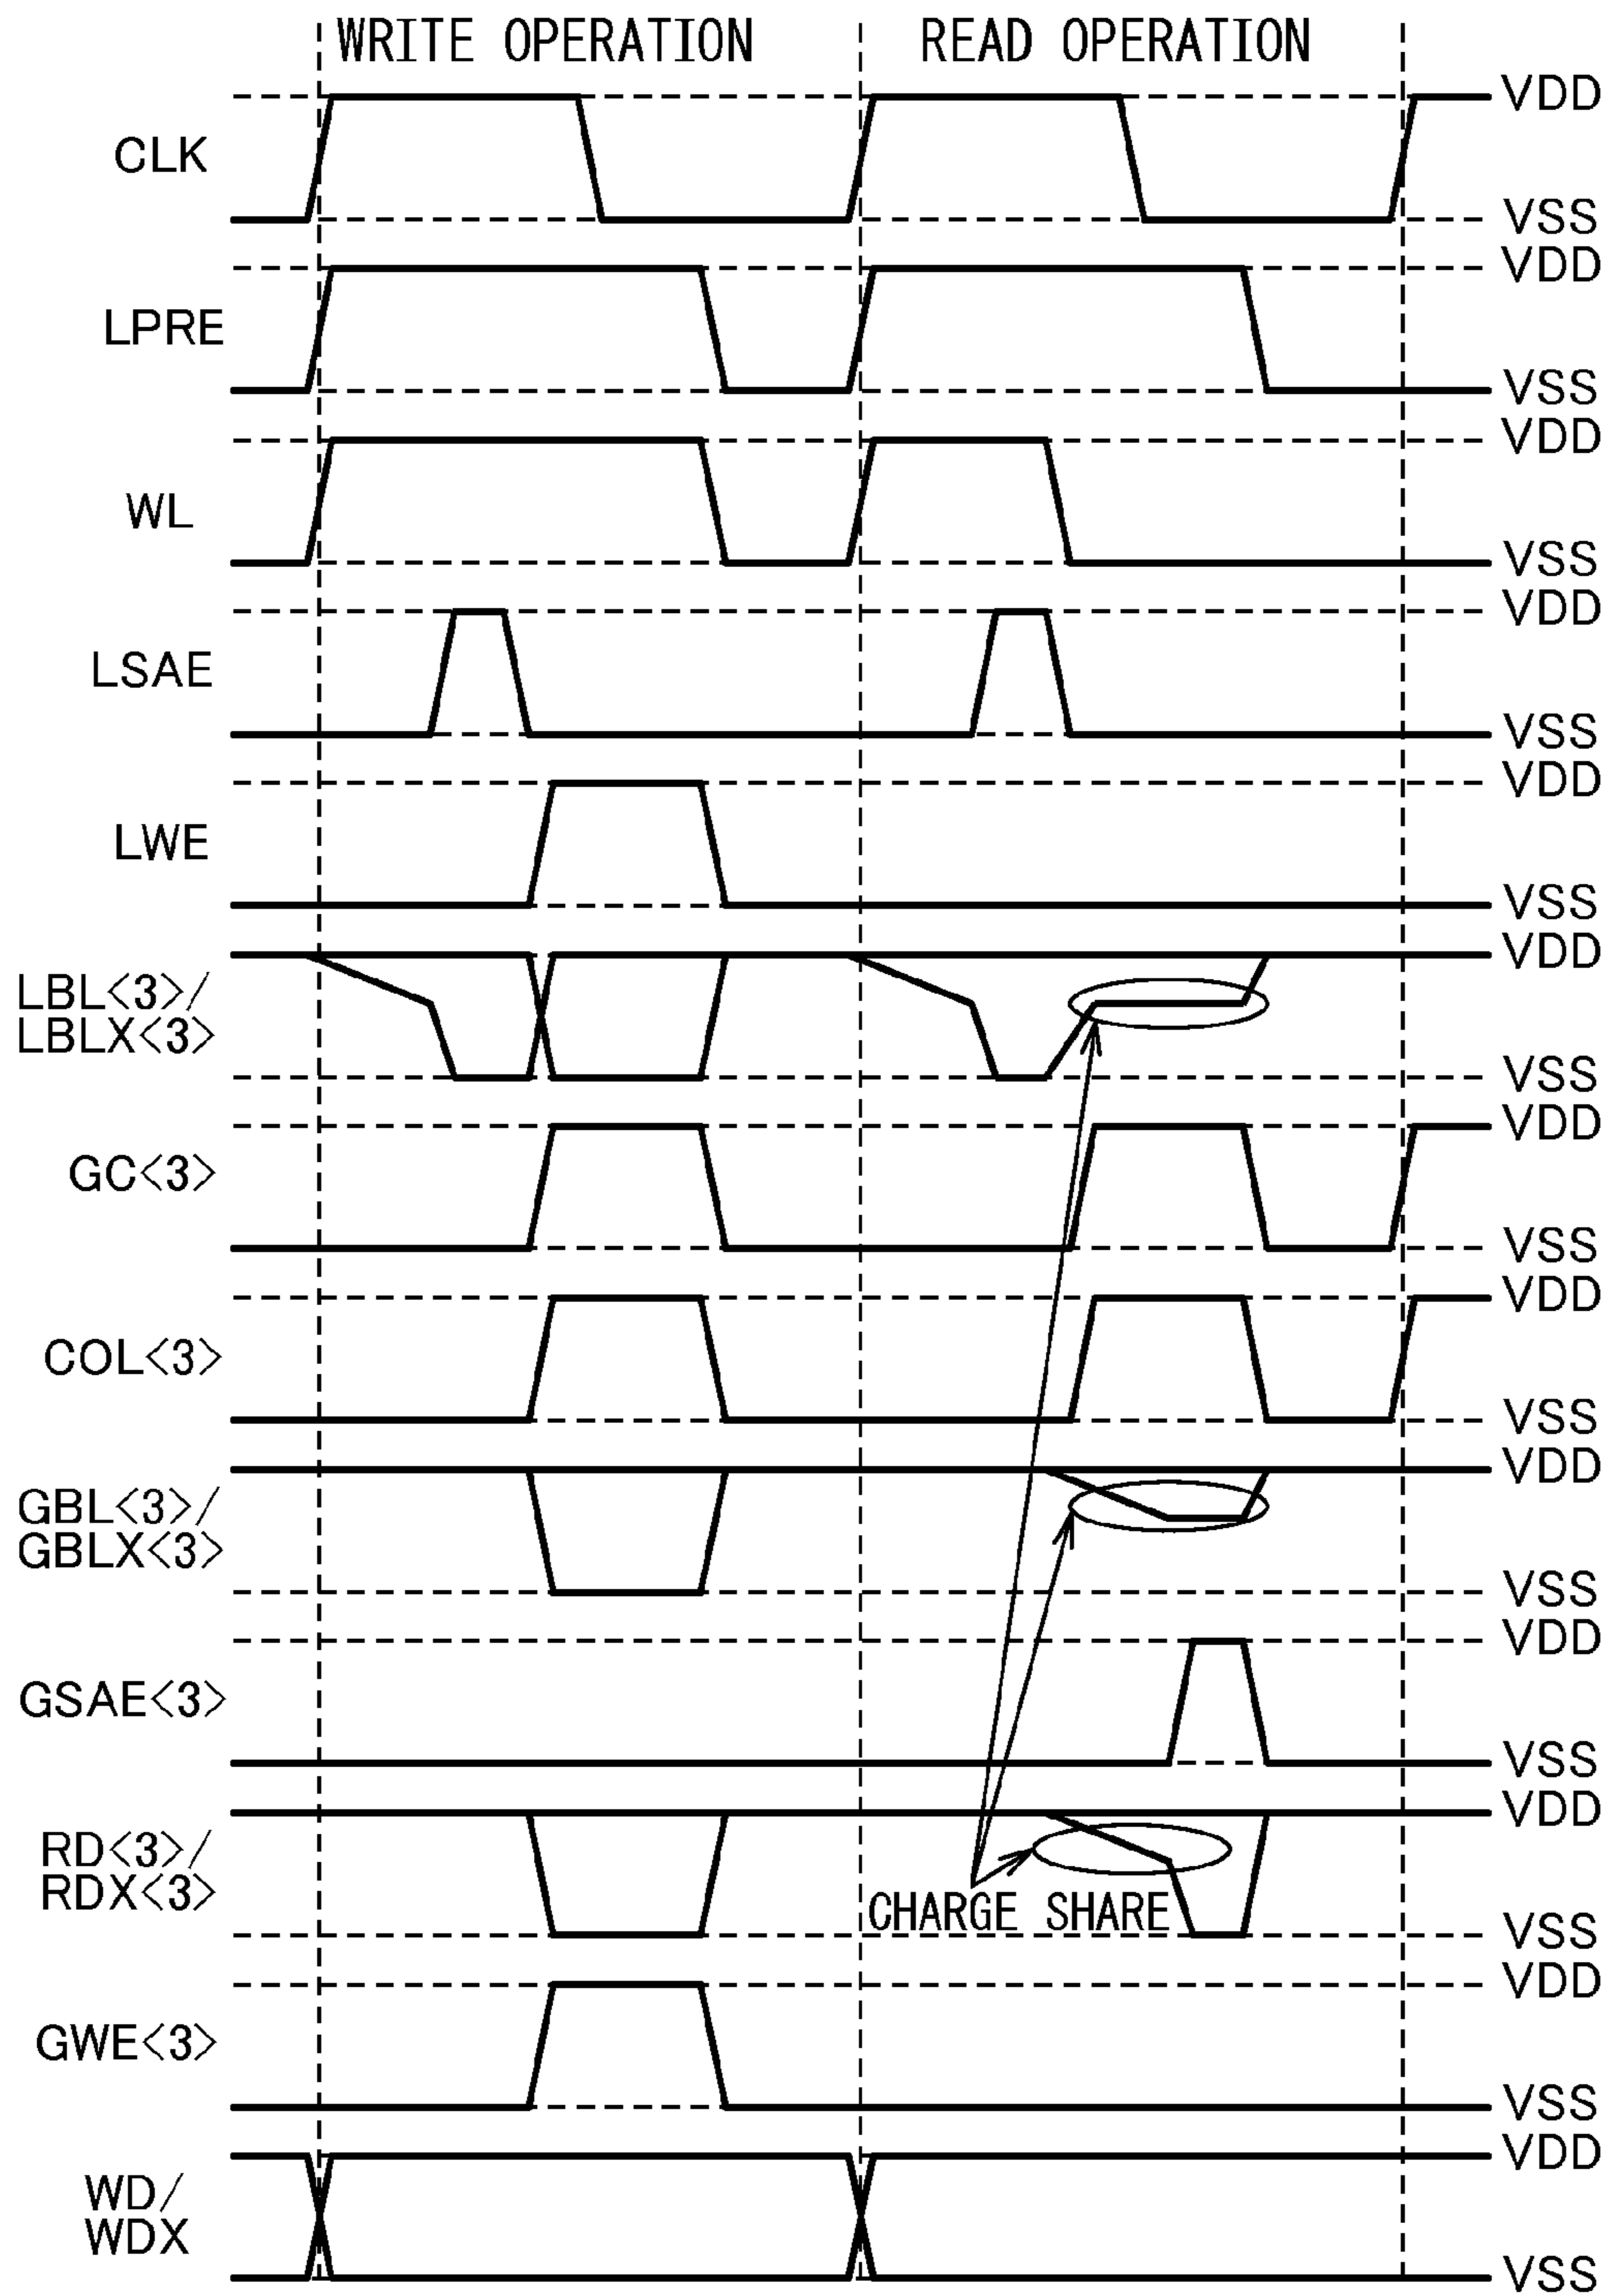 WRITE OPERATION
READ OPERATION
CLK
VDD
VSS
LPRE
VDD
VSS
WL
VDD
VSS
LSAE
VDD
VSS
LWE
VDD
VSS
LBL<3>/
LBLX<3>
VDD
VSS
GC<3>
VDD
VSS
COL<3>
VDD
VSS
GBL<3>/
GBLX<3>
VDD
VSS
GSAE<3>
VDD
VSS
RD<3>/
RDX<3>
VDD
CHARGE SHARE
VSS
GWE<3>
VDD
VSS
WD/
WDX
VDD
VSS